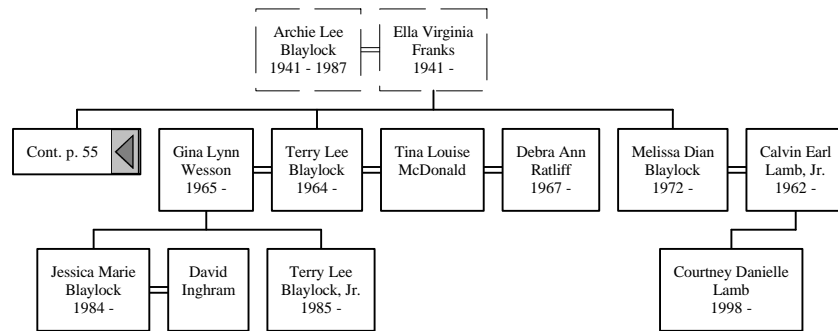 Archie Lee
Blaylock
1941 - 1987
Ella Virginia
Franks
1941 -
Cont. p. 55
Gina Lynn
Wesson
1965 -
Terry Lee
Blaylock
1964 -
Tina Louise
McDonald
Debra Ann
Ratliff
1967 -
Melissa Dian
Blaylock
1972 -
Calvin Earl
Lamb, Jr.
1962 -
Jessica Marie
Blaylock
1984 -
David
Inghram
Terry Lee
Blaylock, Jr.
1985 -
Courtney Danielle
Lamb
1998 -